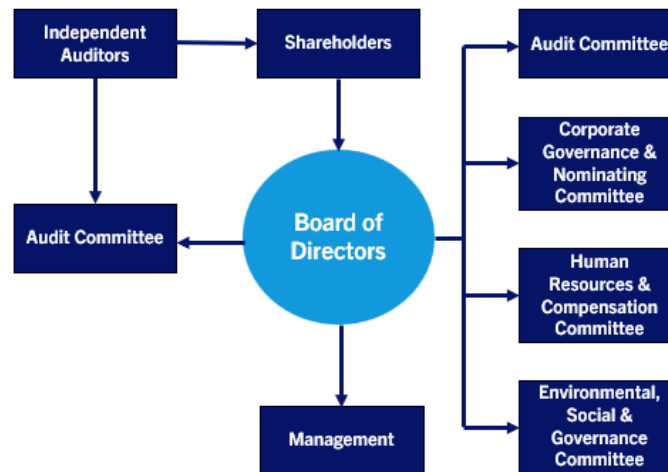 Independent
Auditors
Shareholders
Audit Committee
Corporate
Governance &
Nominating
Committee
Audit Committee
Board of
Directors
Human
Resources &
Compensation
Committee
Management
Environmental,
Social &
Governance
Committee